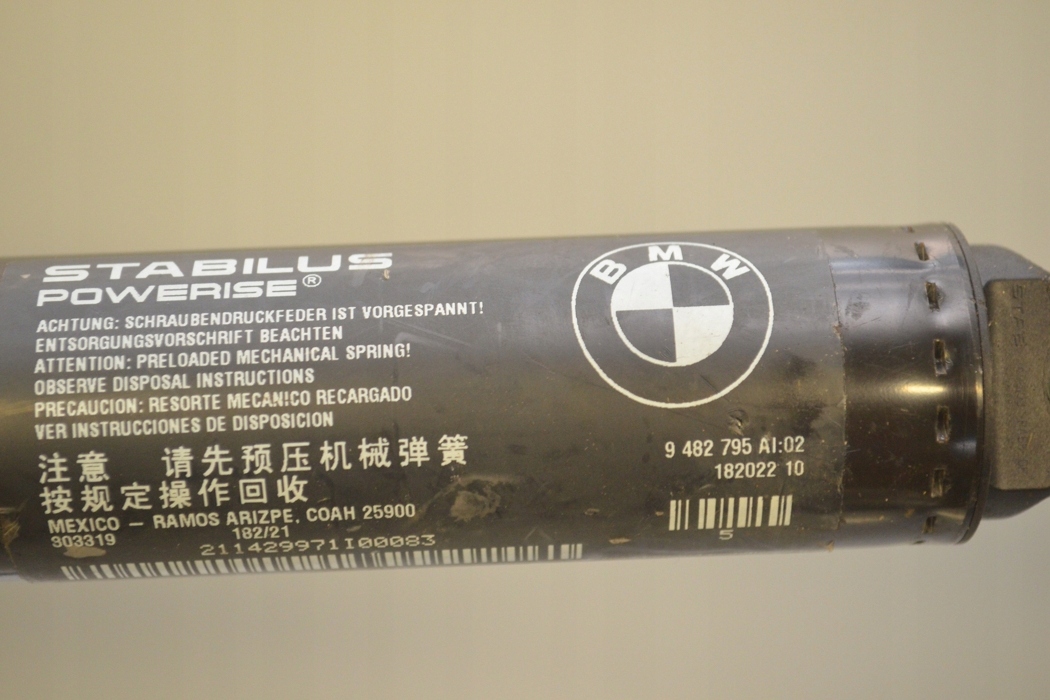 STABILUS
POWERISE®
ACHTUNG: SCHRAUBENDRUCKFEDER IST VORGESPANNT!
ENTSORGUNGSVORSCHRIFT BEACHTEN
ATTENTION: PRELOADED MECHANICAL SPRING!
OBSERVE DISPOSAL INSTRUCTIONS
PRECAUCION: RESORTE MECANICO RECARGADO
VER INSTRUCCIONES DE DISPOSICION
注意 请先预压机械弹簧
按规定操作回收
MEXICO – RAMOS ARIZPE, COAH 25900
303319 182/21
211429971I00083
BMW
9 482 795 AI:02
182022 10
5